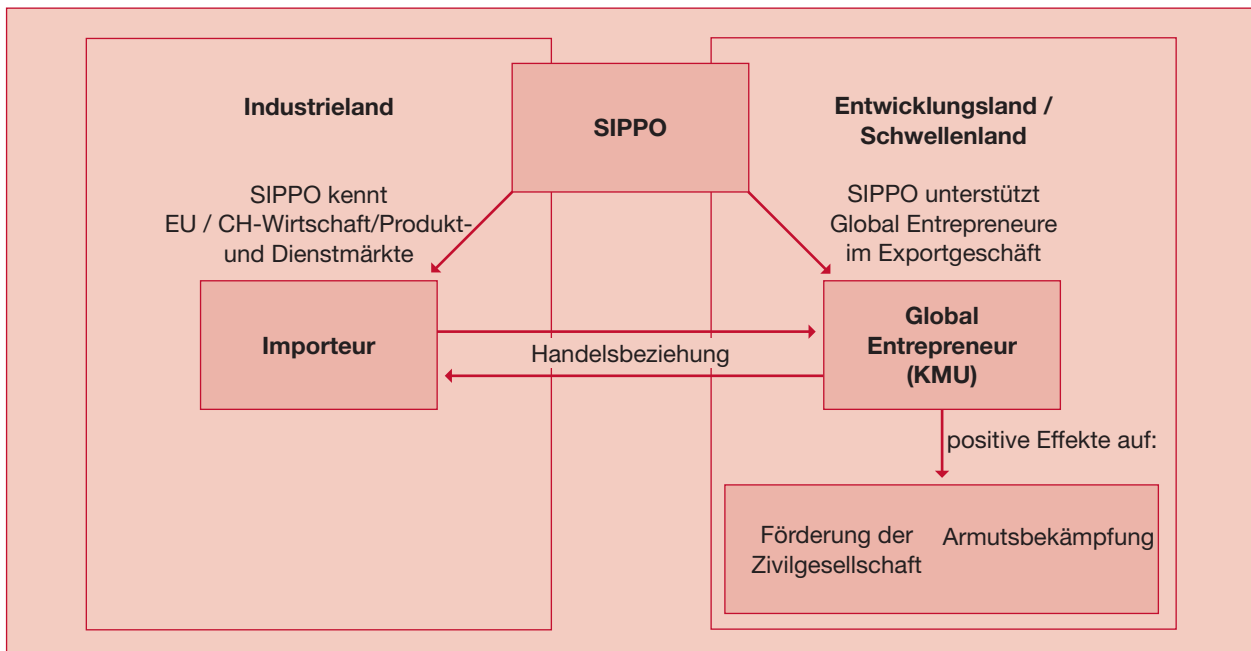 Industrieland
SIPPO
Entwicklungsland /
Schwellenland
SIPPO kennt
EU / CH-Wirtschaft/Produkt-
und Dienstmärkte
SIPPO unterstützt
Global Entrepreneure
im Exportgeschäft
Importeur
Handelsbeziehung
Global
Entrepreneur
(KMU)
positive Effekte auf:
Förderung der
Zivilgesellschaft
Armutsbekämpfung